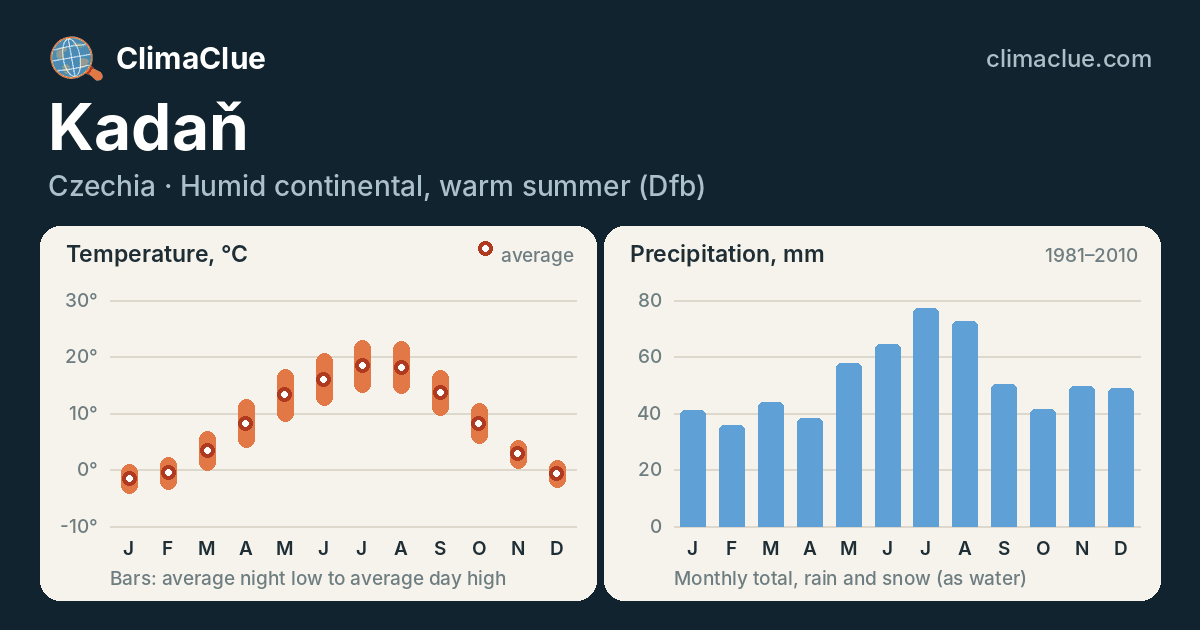 ClimaClue
climaclue.com
Kadaň
Czechia · Humid continental, warm summer (Dfb)
Temperature, °C
average
30°
20°
10°
0°
-10°
J F M A M J J A S O N D
Bars: average night low to average day high
Precipitation, mm
1981–2010
80
60
40
20
0
J F M A M J J A S O N D
Monthly total, rain and snow (as water)